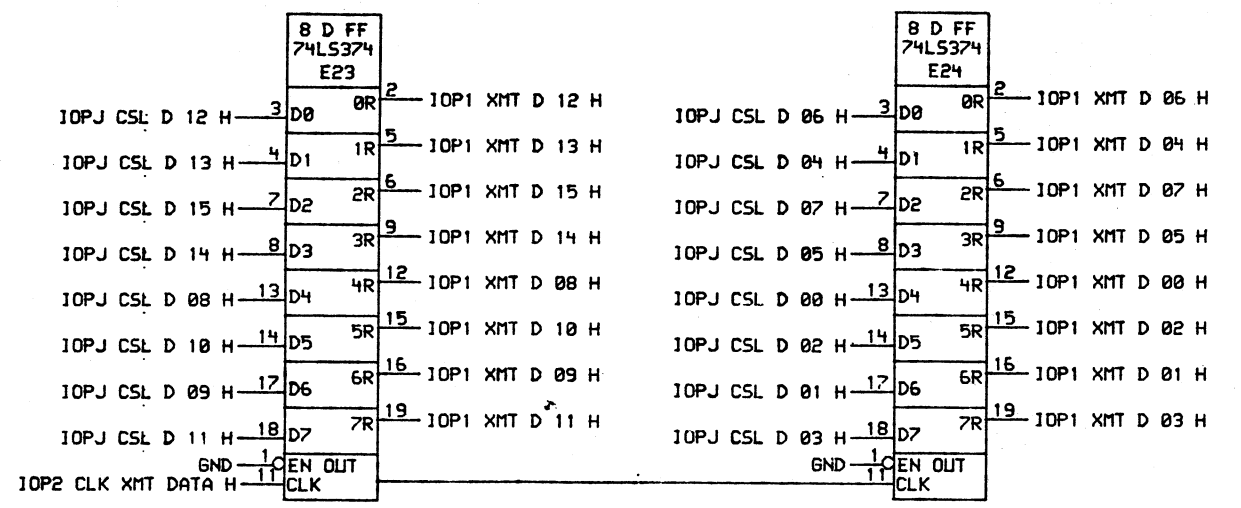 8 D FF
74LS374
E23
IOPJ CSL D 12 H 3 D0 0R 2 IOP1 XMT D 12 H
IOPJ CSL D 13 H 4 D1 1R 5 IOP1 XMT D 13 H
IOPJ CSL D 15 H 7 D2 2R 6 IOP1 XMT D 15 H
IOPJ CSL D 14 H 8 D3 3R 9 IOP1 XMT D 14 H
IOPJ CSL D 08 H 13 D4 4R 12 IOP1 XMT D 08 H
IOPJ CSL D 10 H 14 D5 5R 15 IOP1 XMT D 10 H
IOPJ CSL D 09 H 17 D6 6R 16 IOP1 XMT D 09 H
IOPJ CSL D 11 H 18 D7 7R 19 IOP1 XMT D 11 H
GND 1 EN OUT
IOP2 CLK XMT DATA H 11 CLK
8 D FF
74LS374
E24
IOPJ CSL D 06 H 3 D0 0R 2 IOP1 XMT D 06 H
IOPJ CSL D 04 H 4 D1 1R 5 IOP1 XMT D 04 H
IOPJ CSL D 07 H 7 D2 2R 6 IOP1 XMT D 07 H
IOPJ CSL D 05 H 8 D3 3R 9 IOP1 XMT D 05 H
IOPJ CSL D 00 H 13 D4 4R 12 IOP1 XMT D 00 H
IOPJ CSL D 02 H 14 D5 5R 15 IOP1 XMT D 02 H
IOPJ CSL D 01 H 17 D6 6R 16 IOP1 XMT D 01 H
IOPJ CSL D 03 H 18 D7 7R 19 IOP1 XMT D 03 H
GND 1 EN OUT
11 CLK